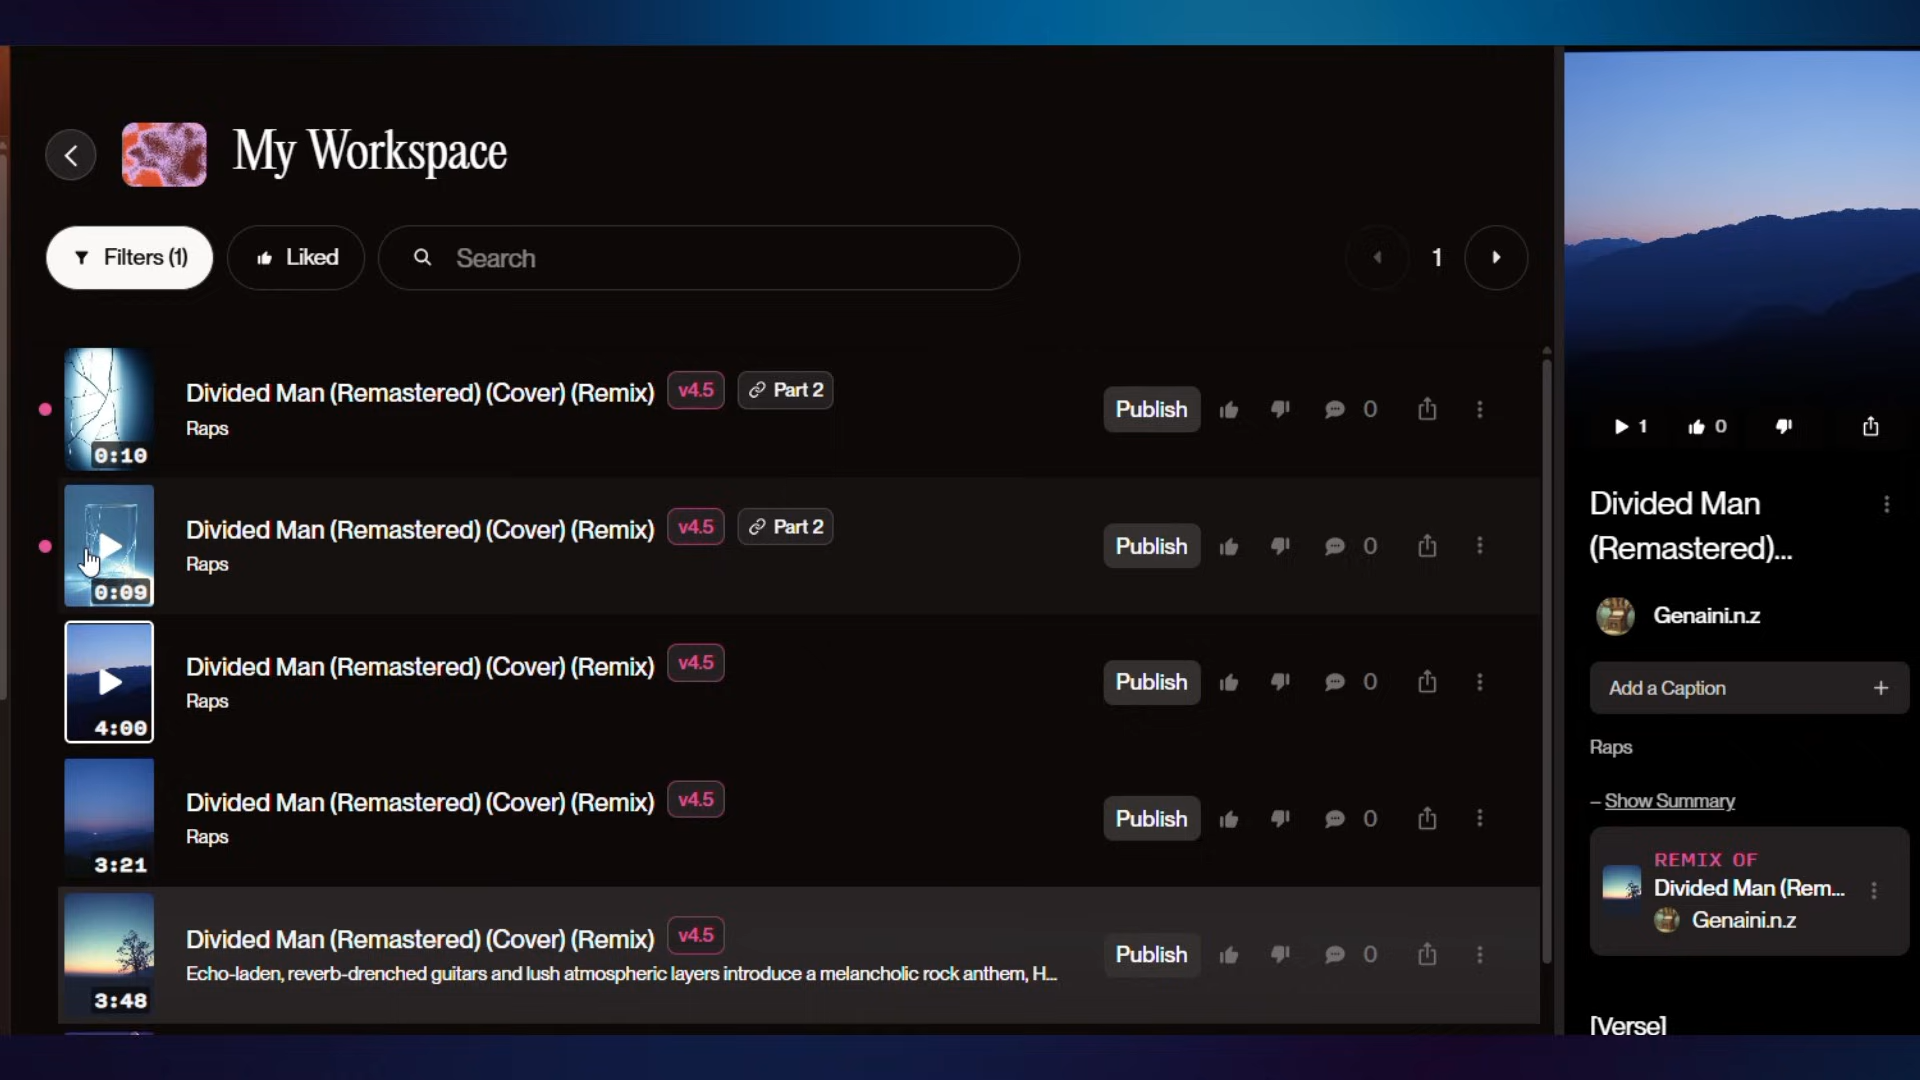 My Workspace
Filters (1)
Liked
Search
1
Divided Man (Remastered) (Cover) (Remix) v4.5 Part 2
Raps
0:10
Publish 0
Divided Man (Remastered) (Cover) (Remix) v4.5 Part 2
Raps
0:09
Publish 0
Divided Man (Remastered) (Cover) (Remix) v4.5
Raps
4:00
Publish 0
Divided Man (Remastered) (Cover) (Remix) v4.5
Raps
3:21
Publish 0
Divided Man (Remastered) (Cover) (Remix) v4.5
Echo-laden, reverb-drenched guitars and lush atmospheric layers introduce a melancholic rock anthem, H...
3:48
Publish 0
1 0
Divided Man
(Remastered)...
Genaini.n.z
Add a Caption +
Raps
– Show Summary
REMIX OF
Divided Man (Rem...
Genaini.n.z
[Verse]